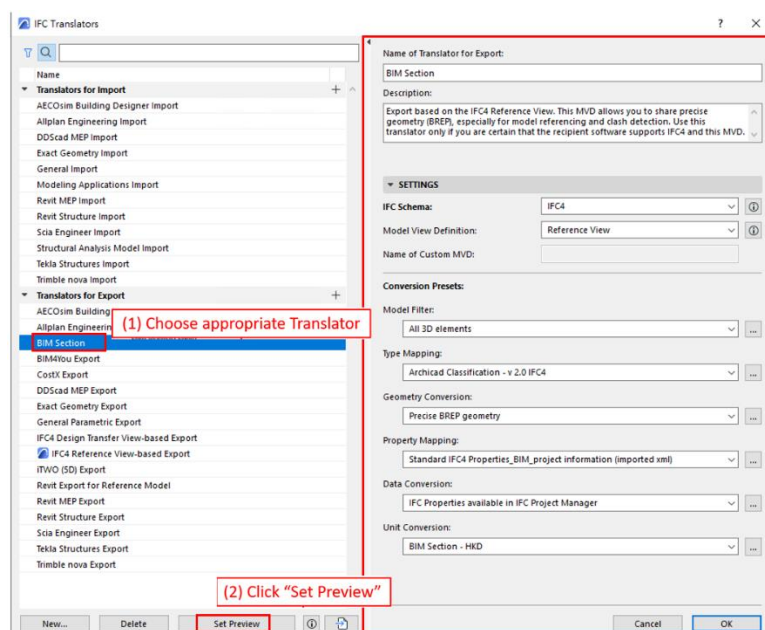 IFC Translators
? ×
Name
Translators for Import +
AECOsim Building Designer Import
Allplan Engineering Import
DDScad MEP Import
Exact Geometry Import
General Import
Modeling Applications Import
Revit MEP Import
Revit Structure Import
Scia Engineer Import
Structural Analysis Model Import
Tekla Structures Import
Trimble nova Import
Translators for Export +
AECOsim Building
(1) Choose appropriate Translator
Allplan Engineerin
BIM Section
BIM4You Export
CostX Export
DDScad MEP Export
Exact Geometry Export
General Parametric Export
IFC4 Design Transfer View-based Export
IFC4 Reference View-based Export
iTWO (5D) Export
Revit Export for Reference Model
Revit MEP Export
Revit Structure Export
Scia Engineer Export
Tekla Structures Export
Trimble nova Export
(2) Click “Set Preview”
New...
Delete
Set Preview
Name of Translator for Export:
BIM Section
Description:
Export based on the IFC4 Reference View. This MVD allows you to share precise
geometry (BREP), especially for model referencing and clash detection. Use this
translator only if you are certain that the recipient software supports IFC4 and this MVD.
SETTINGS
IFC Schema: IFC4
Model View Definition: Reference View
Name of Custom MVD:
Conversion Presets:
Model Filter:
All 3D elements ...
Type Mapping:
Archicad Classification - v 2.0 IFC4 ...
Geometry Conversion:
Precise BREP geometry ...
Property Mapping:
Standard IFC4 Properties_BIM_project information (imported xml) ...
Data Conversion:
IFC Properties available in IFC Project Manager ...
Unit Conversion:
BIM Section - HKD ...
Cancel
OK